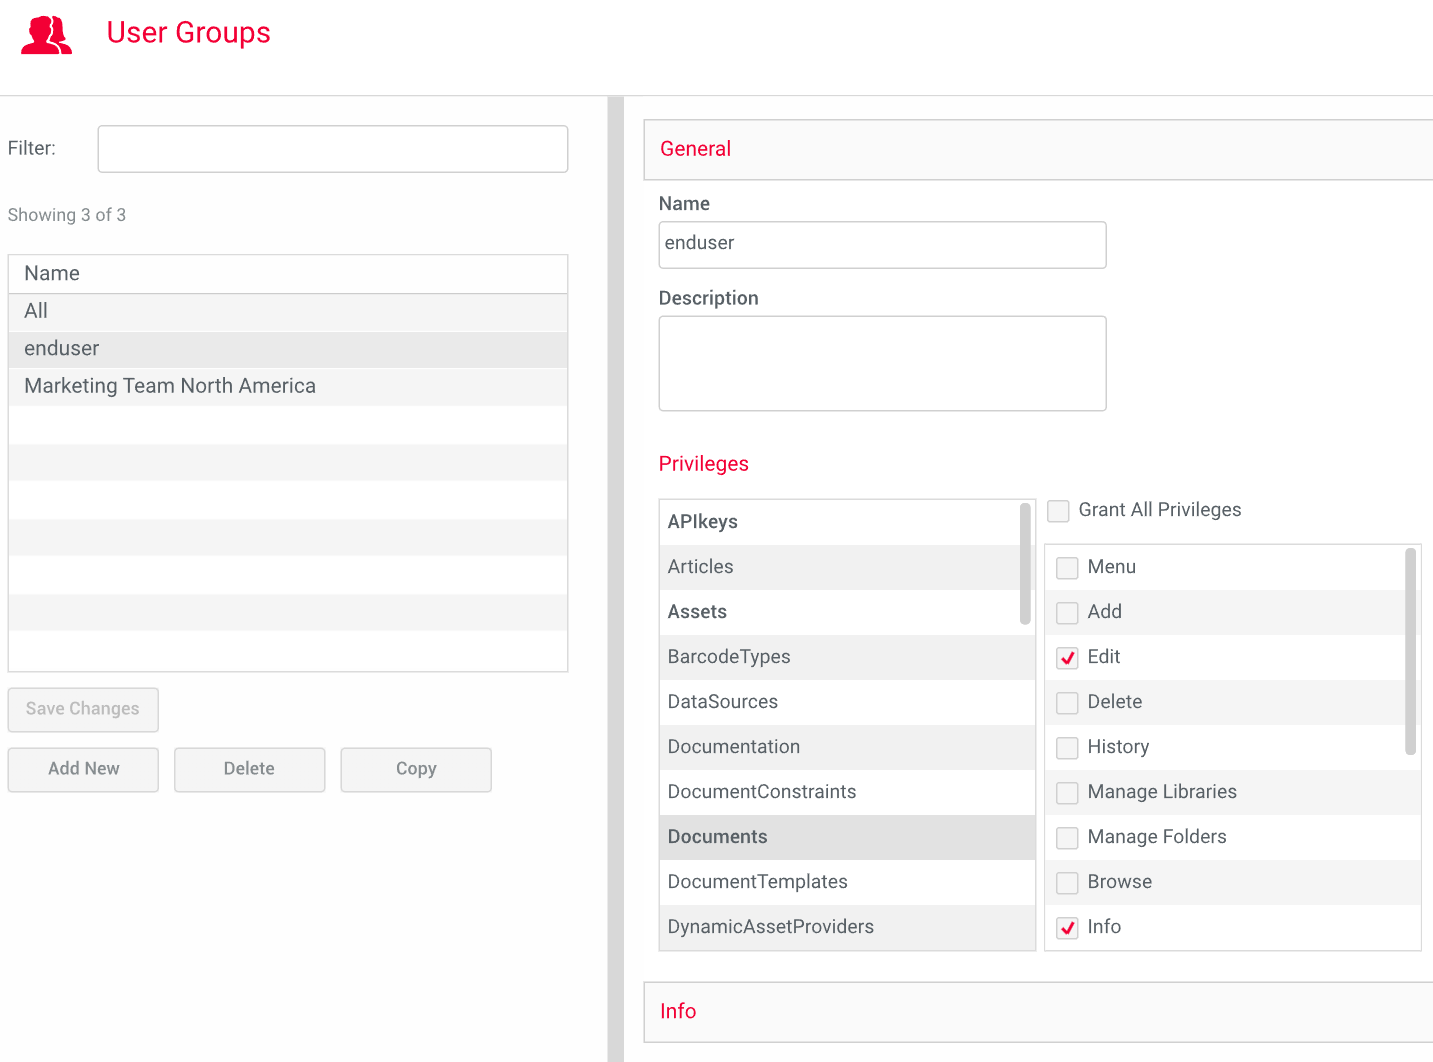 User Groups
Filter:
Showing 3 of 3
Name
All
enduser
Marketing Team North America
Save Changes
Add New
Delete
Copy
General
Name
enduser
Description
Privileges
APIkeys
Articles
Assets
BarcodeTypes
DataSources
Documentation
DocumentConstraints
Documents
DocumentTemplates
DynamicAssetProviders
Grant All Privileges
Menu
Add
Edit
Delete
History
Manage Libraries
Manage Folders
Browse
Info
Info